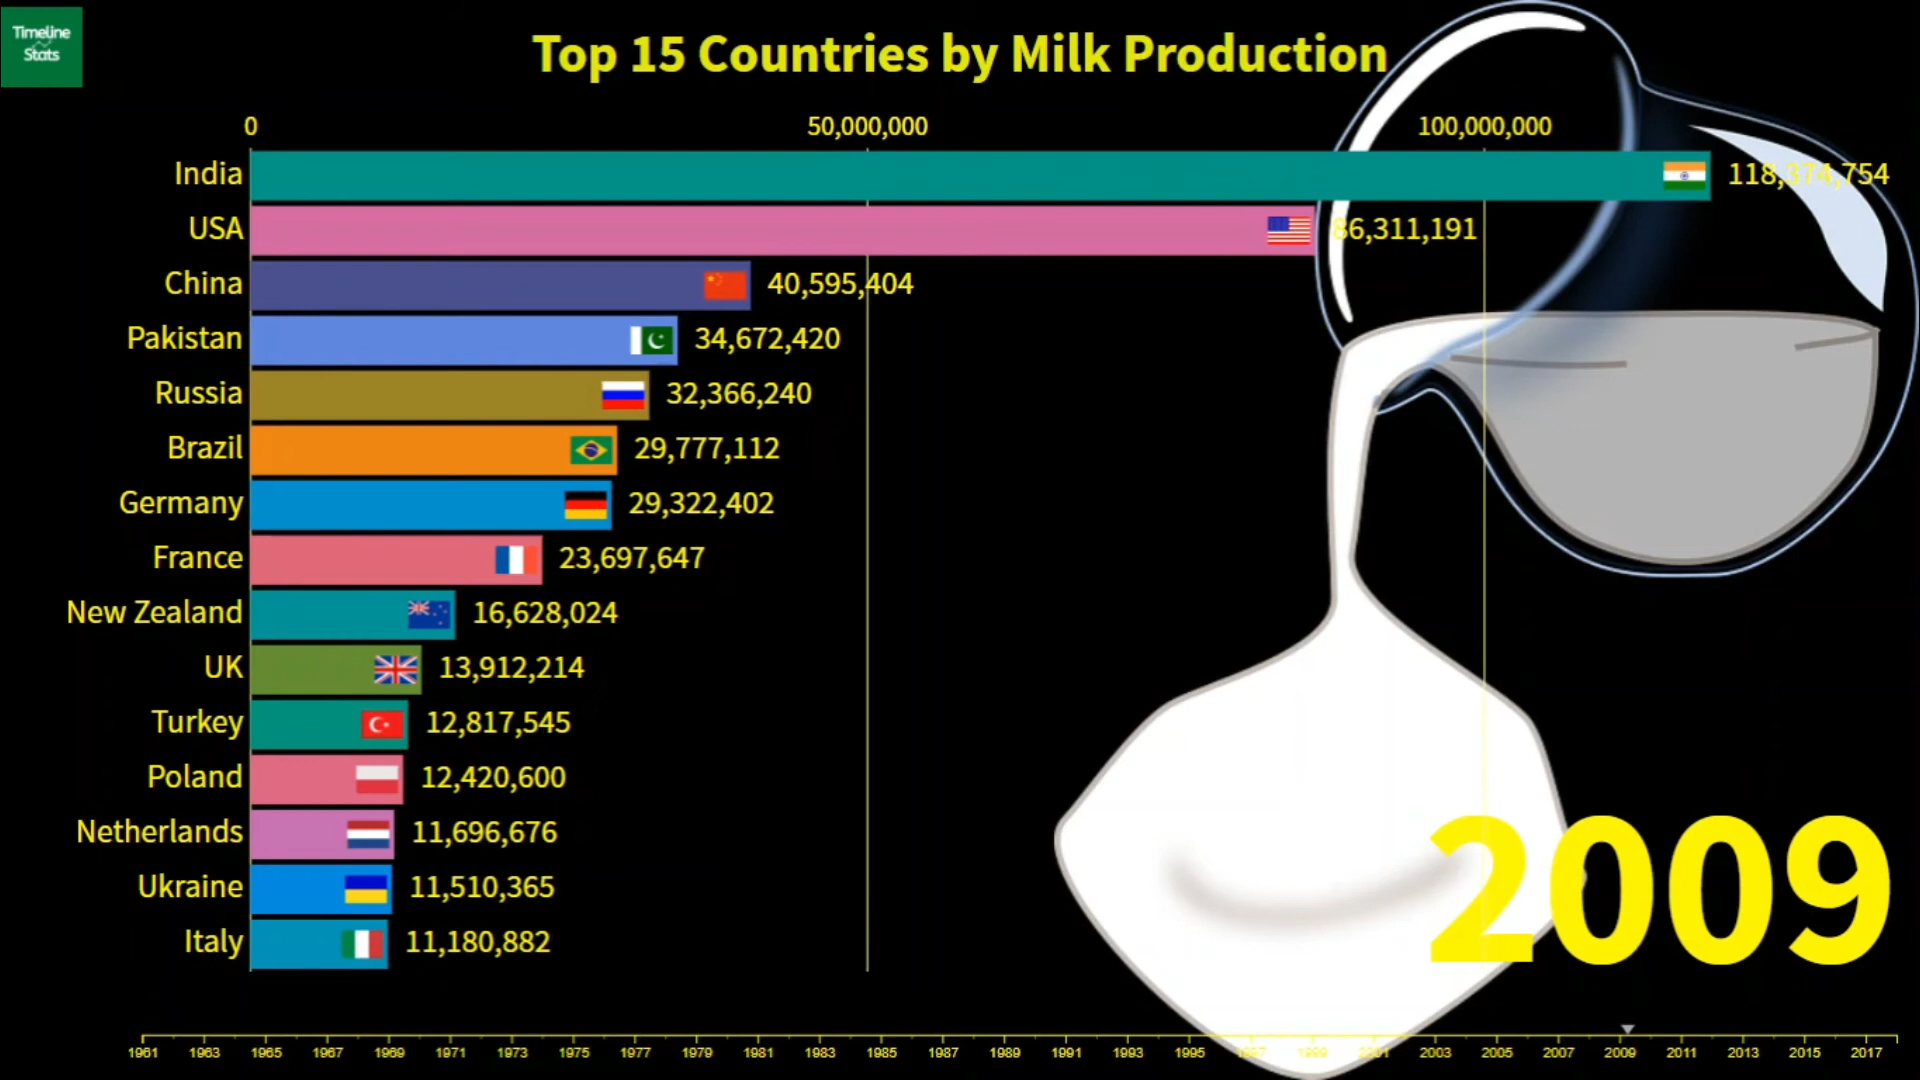 Timeline
Stats
Top 15 Countries by Milk Production
0 50,000,000 100,000,000
India 118,374,754
USA 86,311,191
China 40,595,404
Pakistan 34,672,420
Russia 32,366,240
Brazil 29,777,112
Germany 29,322,402
France 23,697,647
New Zealand 16,628,024
UK 13,912,214
Turkey 12,817,545
Poland 12,420,600
Netherlands 11,696,676
Ukraine 11,510,365
Italy 11,180,882
2009
1961 1963 1965 1967 1969 1971 1973 1975 1977 1979 1981 1983 1985 1987 1989 1991 1993 1995 1997 1999 2001 2003 2005 2007 2009 2011 2013 2015 2017